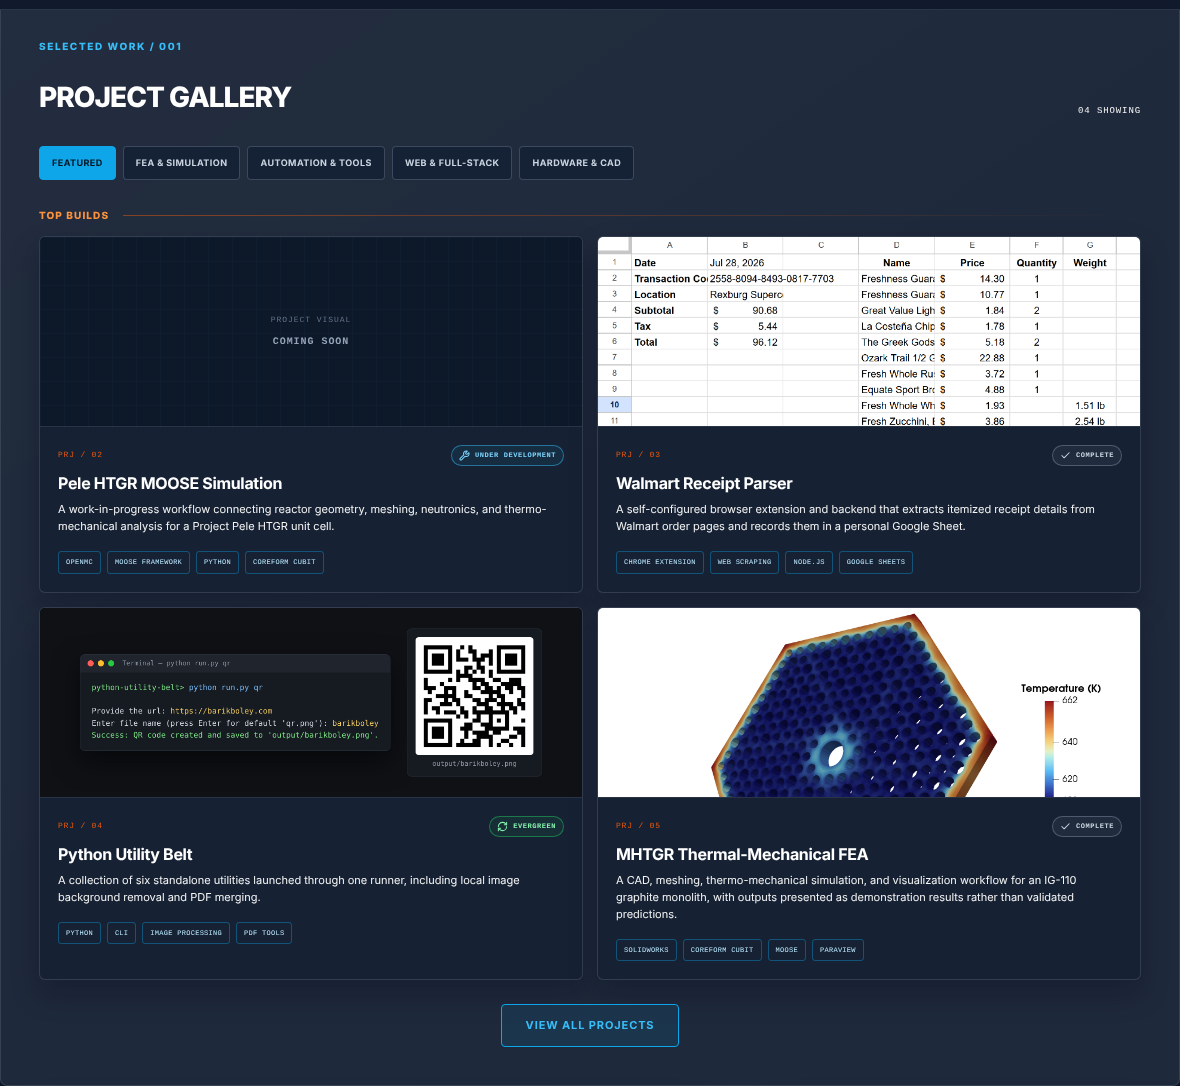 SELECTED WORK / 001
PROJECT GALLERY
04 SHOWING
FEATURED
FEA & SIMULATION
AUTOMATION & TOOLS
WEB & FULL-STACK
HARDWARE & CAD
TOP BUILDS
PROJECT VISUAL
COMING SOON
PRJ / 02
UNDER DEVELOPMENT
Pele HTGR MOOSE Simulation
A work-in-progress workflow connecting reactor geometry, meshing, neutronics, and thermo-
mechanical analysis for a Project Pele HTGR unit cell.
OPENMC
MOOSE FRAMEWORK
PYTHON
COREFORM CUBIT
A B C D E F G
1 Date Jul 28, 2026 Name Price Quantity Weight
2 Transaction Co 2558-8094-8493-0817-7703 Freshness Guar $ 14.30 1
3 Location Rexburg Superc Freshness Guar $ 10.77 1
4 Subtotal $ 90.68 Great Value Ligh $ 1.84 2
5 Tax $ 5.44 La Costeña Chip $ 1.78 1
6 Total $ 96.12 The Greek Gods $ 5.18 2
7 Ozark Trail 1/2 G $ 22.88 1
8 Fresh Whole Ru $ 3.72 1
9 Equate Sport Br $ 4.88 1
10 Fresh Whole Wh $ 1.93 1.51 lb
11 Fresh Zucchini, $ 3.86 2.54 lb
PRJ / 03
COMPLETE
Walmart Receipt Parser
A self-configured browser extension and backend that extracts itemized receipt details from
Walmart order pages and records them in a personal Google Sheet.
CHROME EXTENSION
WEB SCRAPING
NODE.JS
GOOGLE SHEETS
Terminal — python run.py qr
python-utility-belt> python run.py qr
Provide the url: https://barikboley.com
Enter file name (press Enter for default 'qr.png'): barikboley
Success: QR code created and saved to 'output/barikboley.png'.
output/barikboley.png
PRJ / 04
EVERGREEN
Python Utility Belt
A collection of six standalone utilities launched through one runner, including local image
background removal and PDF merging.
PYTHON
CLI
IMAGE PROCESSING
PDF TOOLS
Temperature (K)
662
640
620
PRJ / 05
COMPLETE
MHTGR Thermal-Mechanical FEA
A CAD, meshing, thermo-mechanical simulation, and visualization workflow for an IG-110
graphite monolith, with outputs presented as demonstration results rather than validated
predictions.
SOLIDWORKS
COREFORM CUBIT
MOOSE
PARAVIEW
VIEW ALL PROJECTS